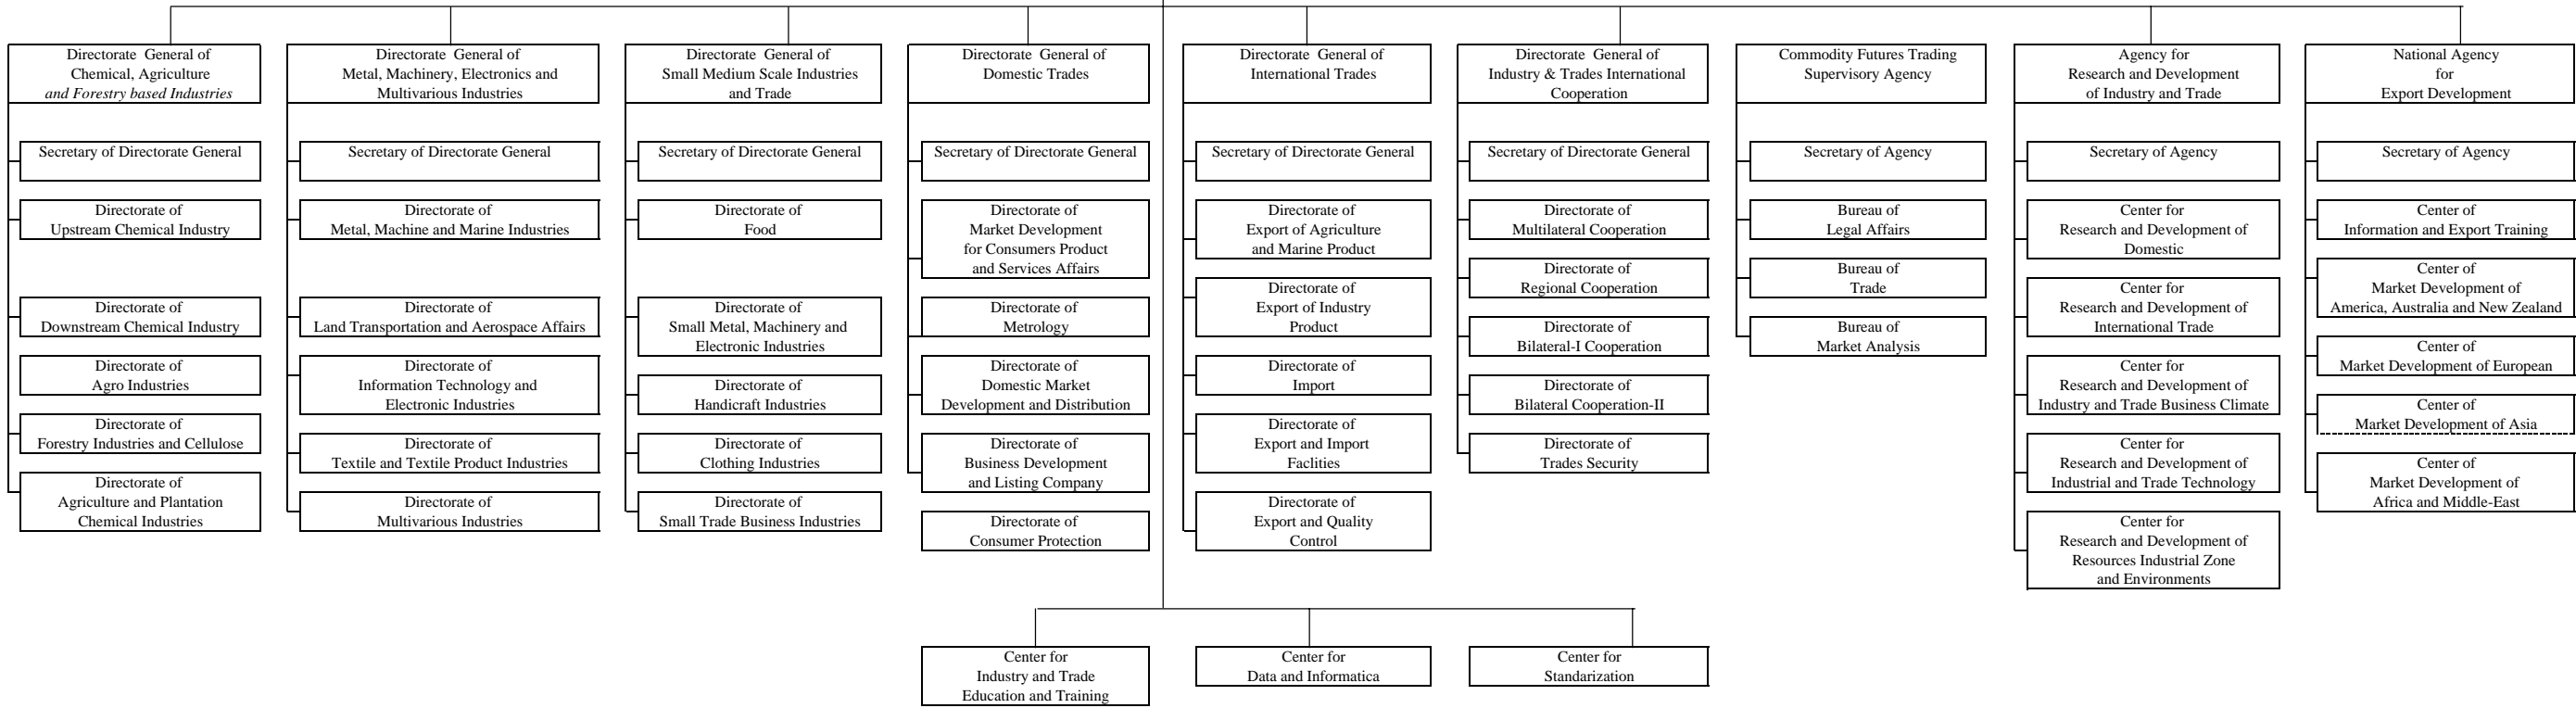 Directorate General of
Chemical, Agriculture
and Forestry based Industries
Secretary of Directorate General
Directorate of
Upstream Chemical Industry
Directorate of
Downstream Chemical Industry
Directorate of
Agro Industries
Directorate of
Forestry Industries and Cellulose
Directorate of
Agriculture and Plantation
Chemical Industries
Directorate General of
Metal, Machinery, Electronics and
Multivarious Industries
Secretary of Directorate General
Directorate of
Metal, Machine and Marine Industries
Directorate of
Land Transportation and Aerospace Affairs
Directorate of
Information Technology and
Electronic Industries
Directorate of
Textile and Textile Product Industries
Directorate of
Multivarious Industries
Directorate General of
Small Medium Scale Industries
and Trade
Secretary of Directorate General
Directorate of
Food
Directorate of
Small Metal, Machinery and
Electronic Industries
Directorate of
Handicraft Industries
Directorate of
Clothing Industries
Directorate of
Small Trade Business Industries
Directorate General of
Domestic Trades
Secretary of Directorate General
Directorate of
Market Development
for Consumers Product
and Services Affairs
Directorate of
Metrology
Directorate of
Domestic Market
Development and Distribution
Directorate of
Business Development
and Listing Company
Directorate of
Consumer Protection
Directorate General of
International Trades
Secretary of Directorate General
Directorate of
Export of Agriculture
and Marine Product
Directorate of
Export of Industry
Product
Directorate of
Import
Directorate of
Export and Import
Faclities
Directorate of
Export and Quality
Control
Directorate General of
Industry & Trades International
Cooperation
Secretary of Directorate General
Directorate of
Multilateral Cooperation
Directorate of
Regional Cooperation
Directorate of
Bilateral-I Cooperation
Directorate of
Bilateral Cooperation-II
Directorate of
Trades Security
Commodity Futures Trading
Supervisory Agency
Secretary of Agency
Bureau of
Legal Affairs
Bureau of
Trade
Bureau of
Market Analysis
Agency for
Research and Development
of Industry and Trade
Secretary of Agency
Center for
Research and Development of
Domestic
Center for
Research and Development of
International Trade
Center for
Research and Development of
Industry and Trade Business Climate
Center for
Research and Development of
Industrial and Trade Technology
Center for
Research and Development of
Resources Industrial Zone
and Environments
National Agency
for
Export Development
Secretary of Agency
Center of
Information and Export Training
Center of
Market Development of
America, Australia and New Zealand
Center of
Market Development of European
Center of
Market Development of Asia
Center of
Market Development of
Africa and Middle-East
Center for
Industry and Trade
Education and Training
Center for
Data and Informatica
Center for
Standarization